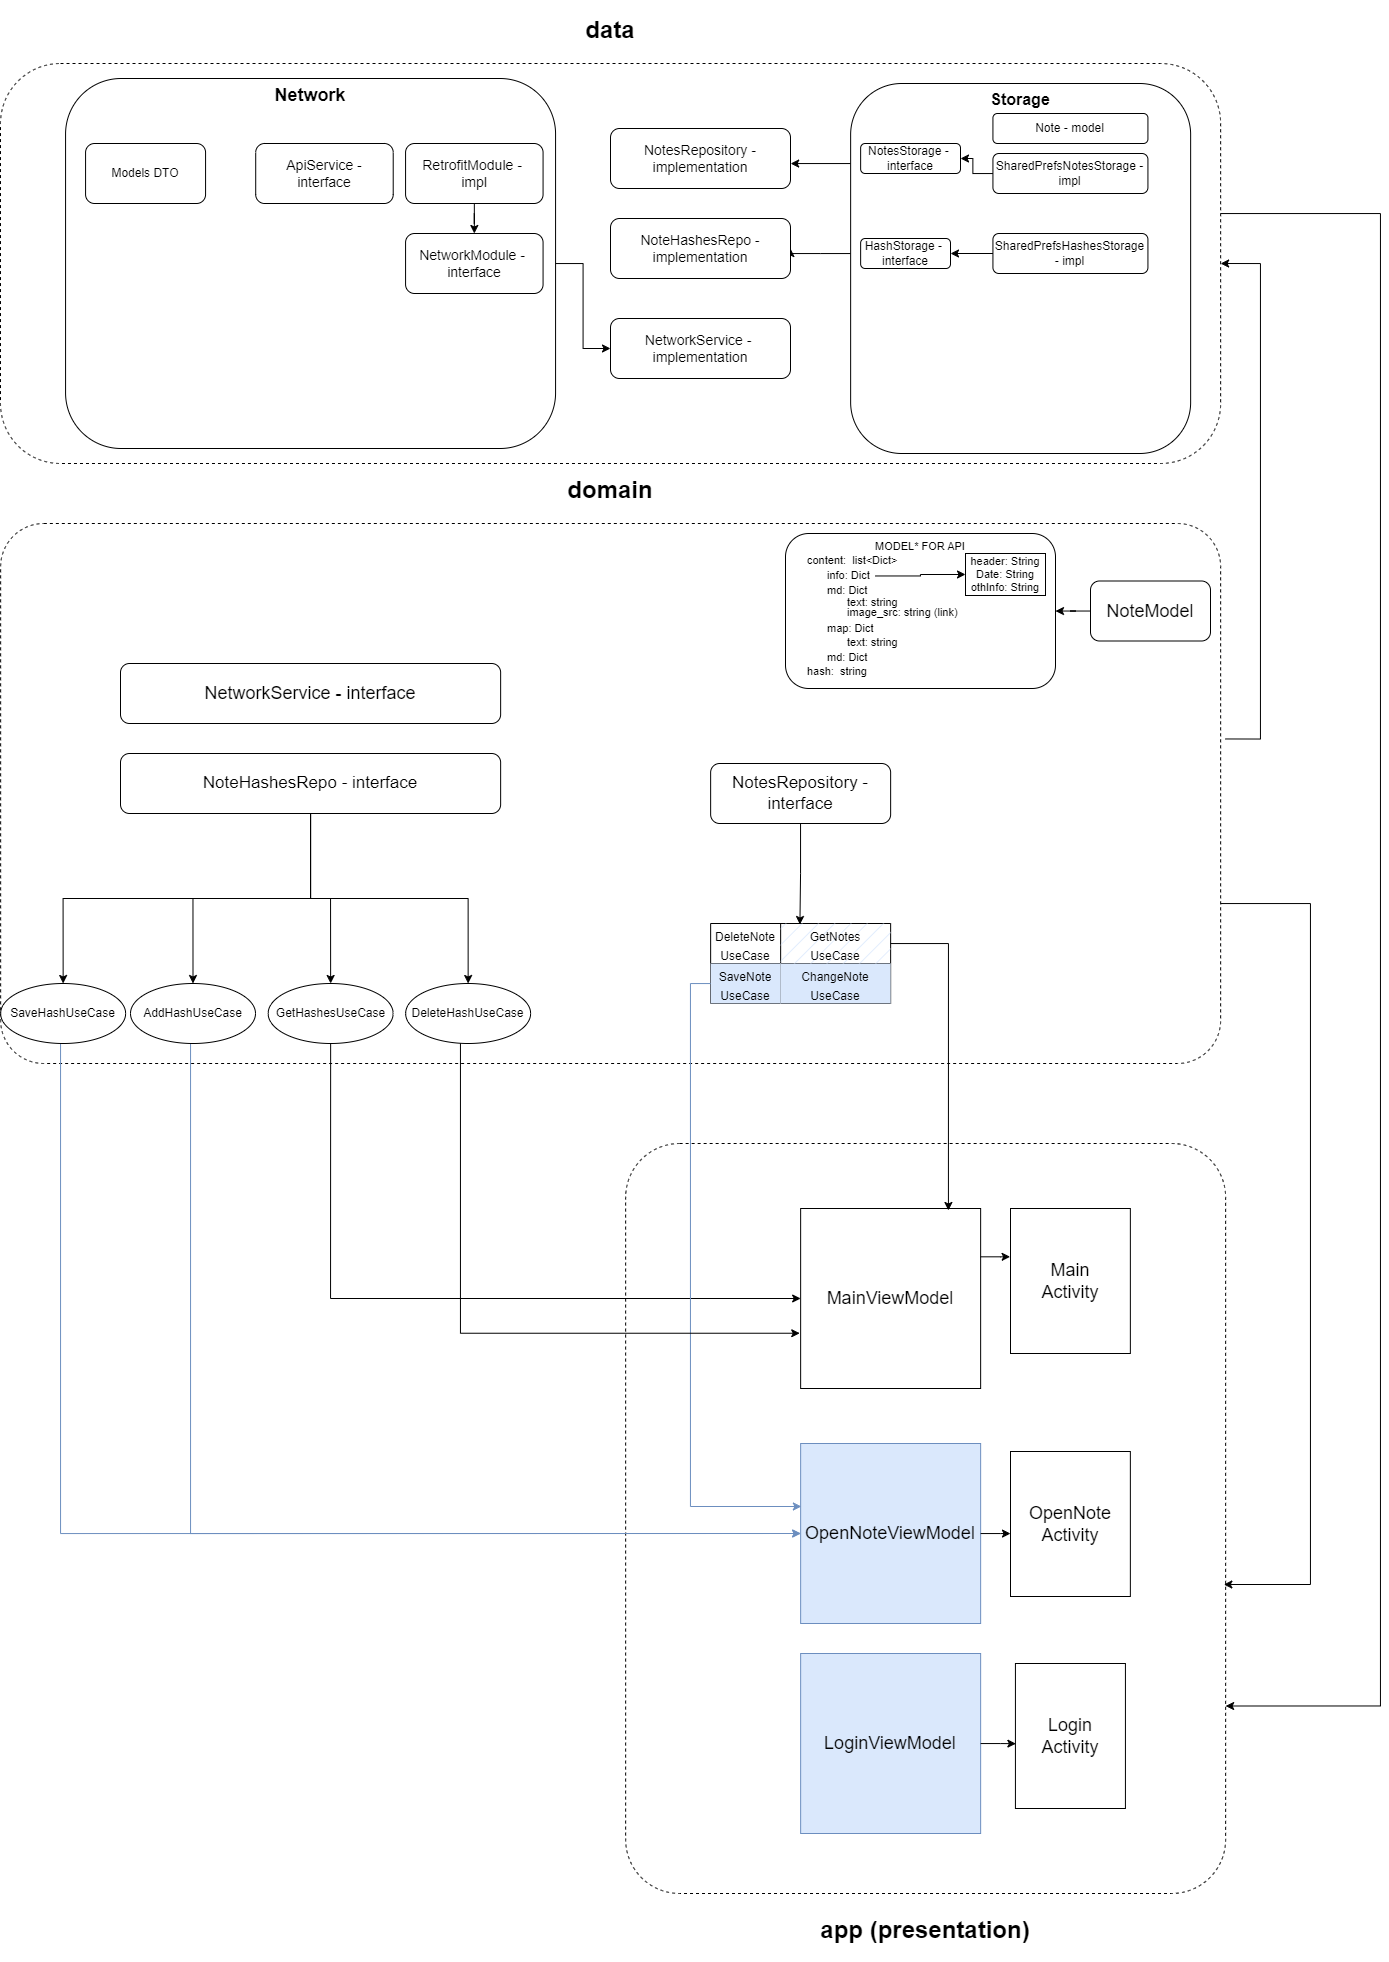 data
Network
Storage
Models DTO
ApiService -
interface
RetrofitModule -
impl
NetworkModule -
interface
NotesRepository -
implementation
NoteHashesRepo -
implementation
NetworkService -
implementation
Note - model
NotesStorage -
interface
SharedPrefsNotesStorage -
impl
HashStorage -
interface
SharedPrefsHashesStorage
- impl
domain
MODEL* FOR API
content:  list<Dict>
info: Dict
header: String
Date: String
othInfo: String
md: Dict
text: string
image_src: string (link)
map: Dict
text: string
md: Dict
hash:  string
NoteModel
NetworkService - interface
NoteHashesRepo - interface
NotesRepository -
interface
DeleteNote
UseCase
GetNotes
UseCase
SaveNote
UseCase
ChangeNote
UseCase
SaveHashUseCase
AddHashUseCase
GetHashesUseCase
DeleteHashUseCase
MainViewModel
Main
Activity
OpenNoteViewModel
OpenNote
Activity
LoginViewModel
Login
Activity
app (presentation)